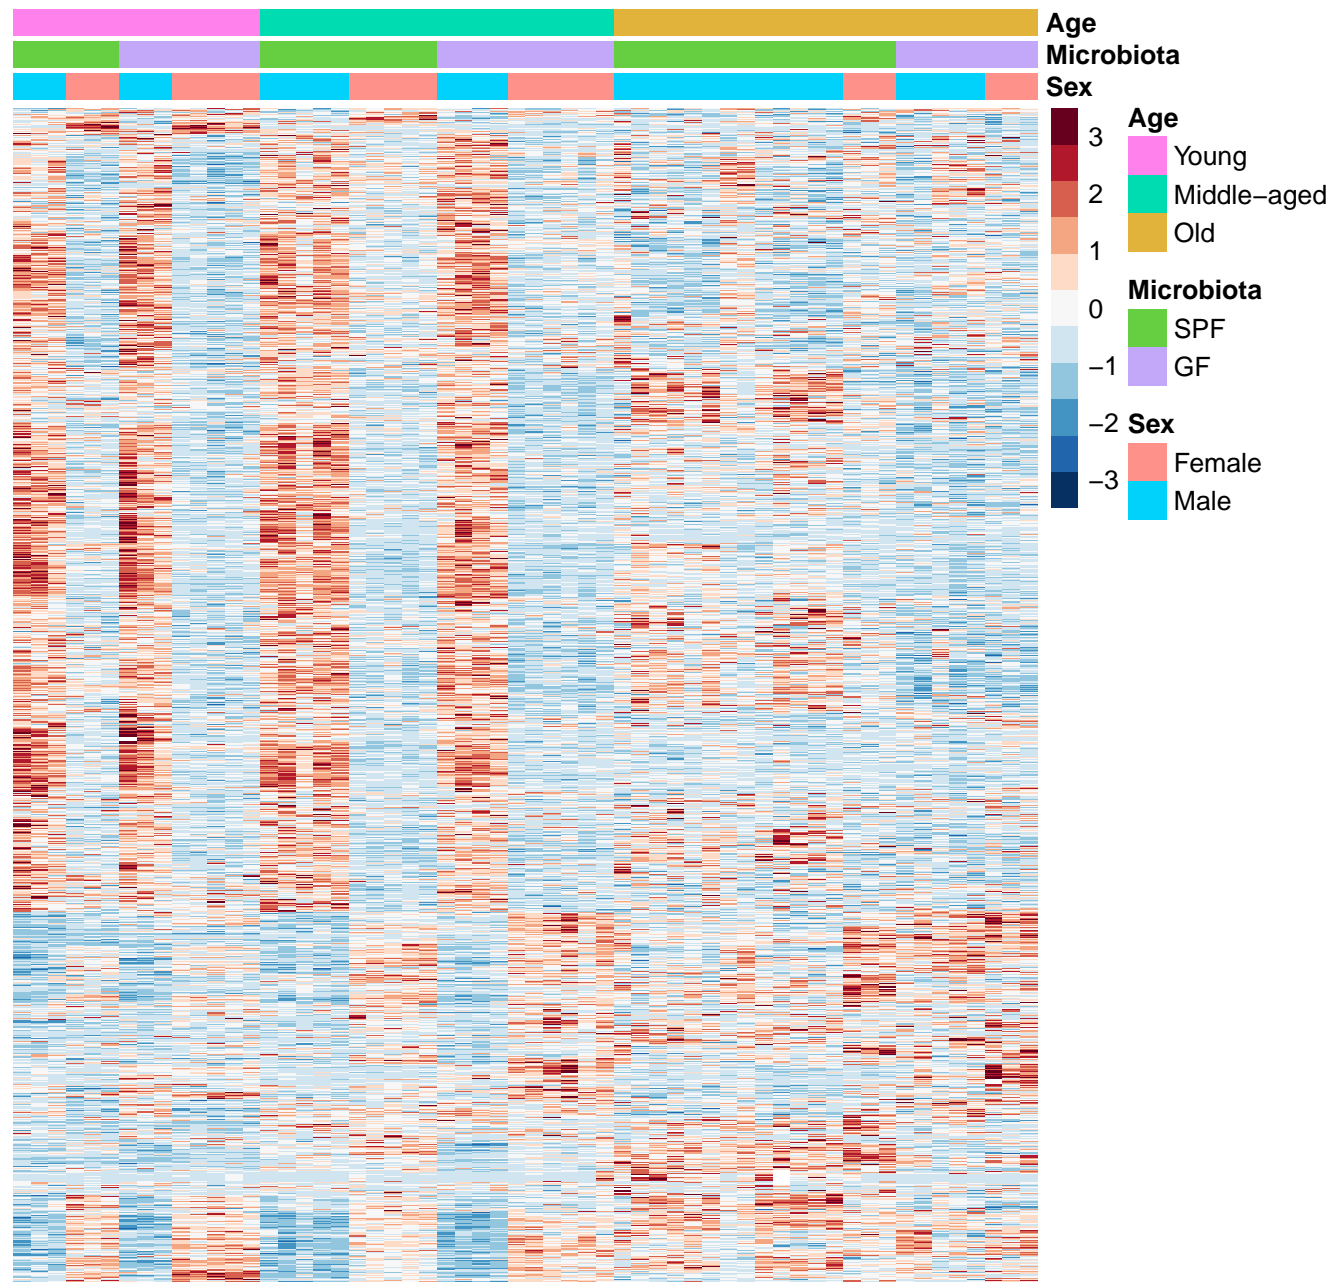 Age
Microbiota
Sex
3
2
1
0
−1
−2
−3
Age
Young
Middle−aged
Old
Microbiota
SPF
GF
Sex
Female
Male